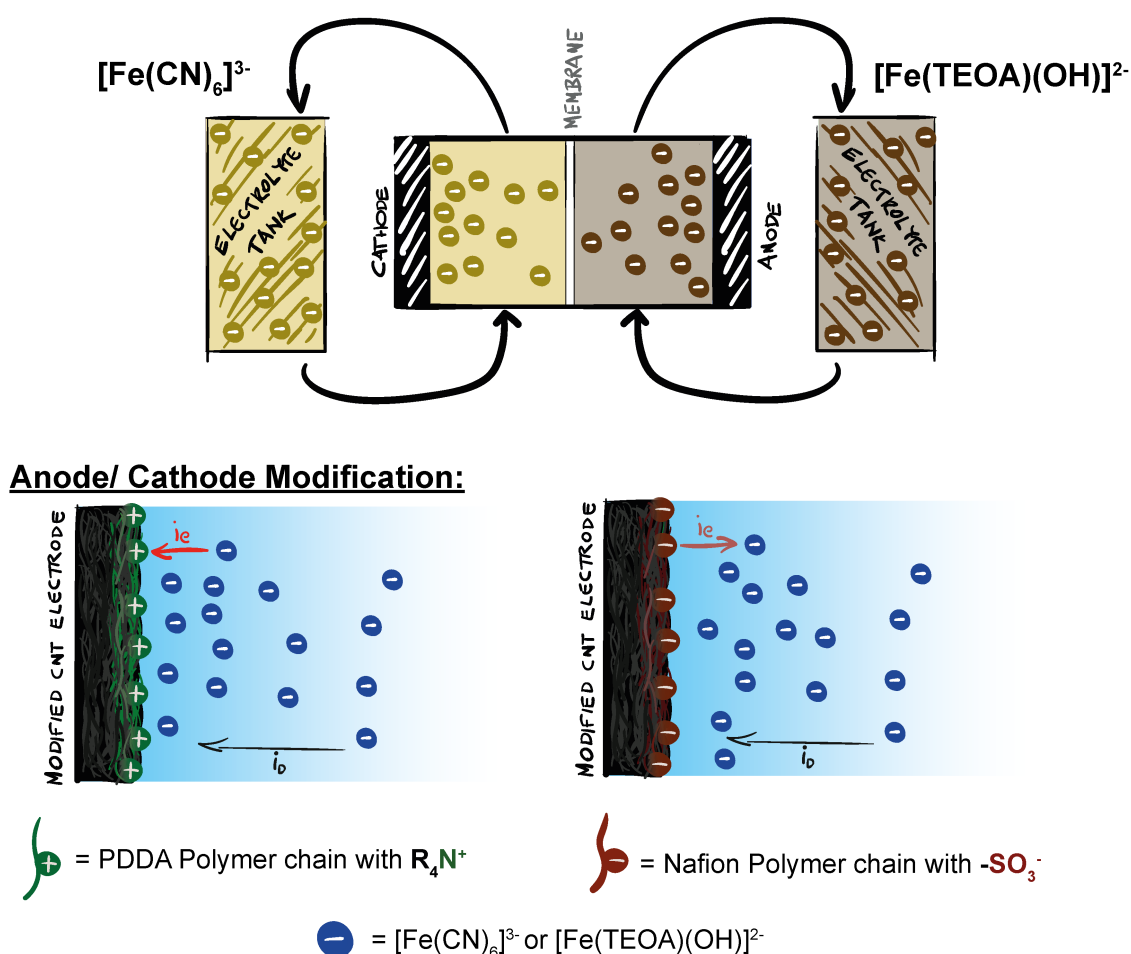 MEMBRANE
[Fe(CN)₆]³⁻
[Fe(TEOA)(OH)]²⁻
ELECTROLYTE
TANK
CATHODE
ANODE
ELECTROLYTE
TANK
Anode/ Cathode Modification:
MODIFIED CNT ELECTRODE
ie
i_D
MODIFIED CNT ELECTRODE
ie
i_D
= PDDA Polymer chain with R₄N⁺
= Nafion Polymer chain with -SO₃⁻
= [Fe(CN)₆]³⁻ or [Fe(TEOA)(OH)]²⁻